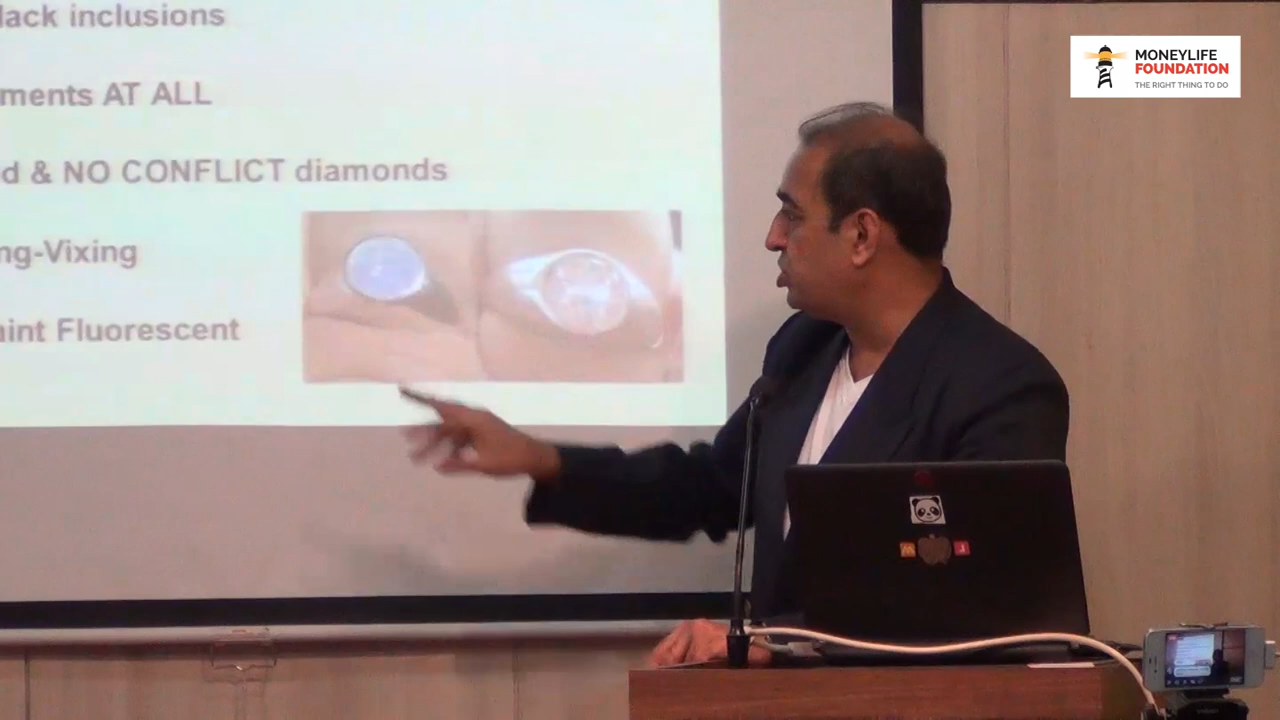 lack inclusions
ments AT ALL
d & NO CONFLICT diamonds
ng-Vixing
aint Fluorescent
MONEYLIFE
FOUNDATION
THE RIGHT THING TO DO